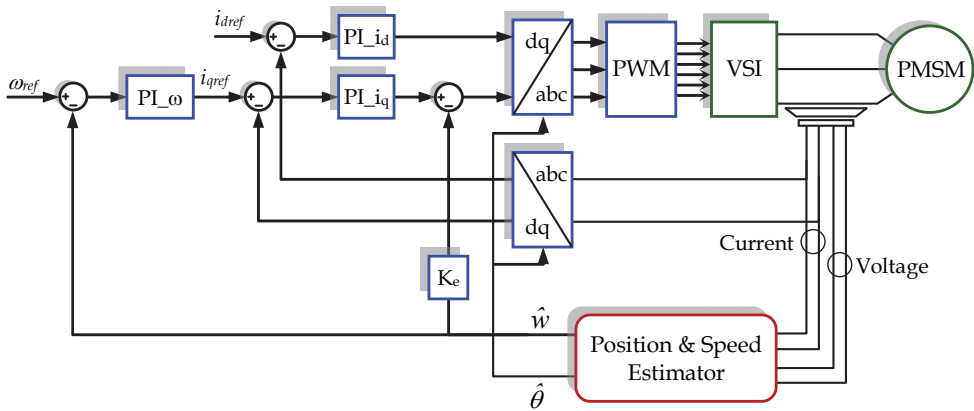 i_dref
PI_i_d
dq
abc
PWM
VSI
PMSM
ω_ref
+
-
PI_ω
i_qref
+
-
PI_i_q
+
-
+
-
abc
dq
Current
Voltage
K_e
ŵ
θ̂
Position & Speed
Estimator